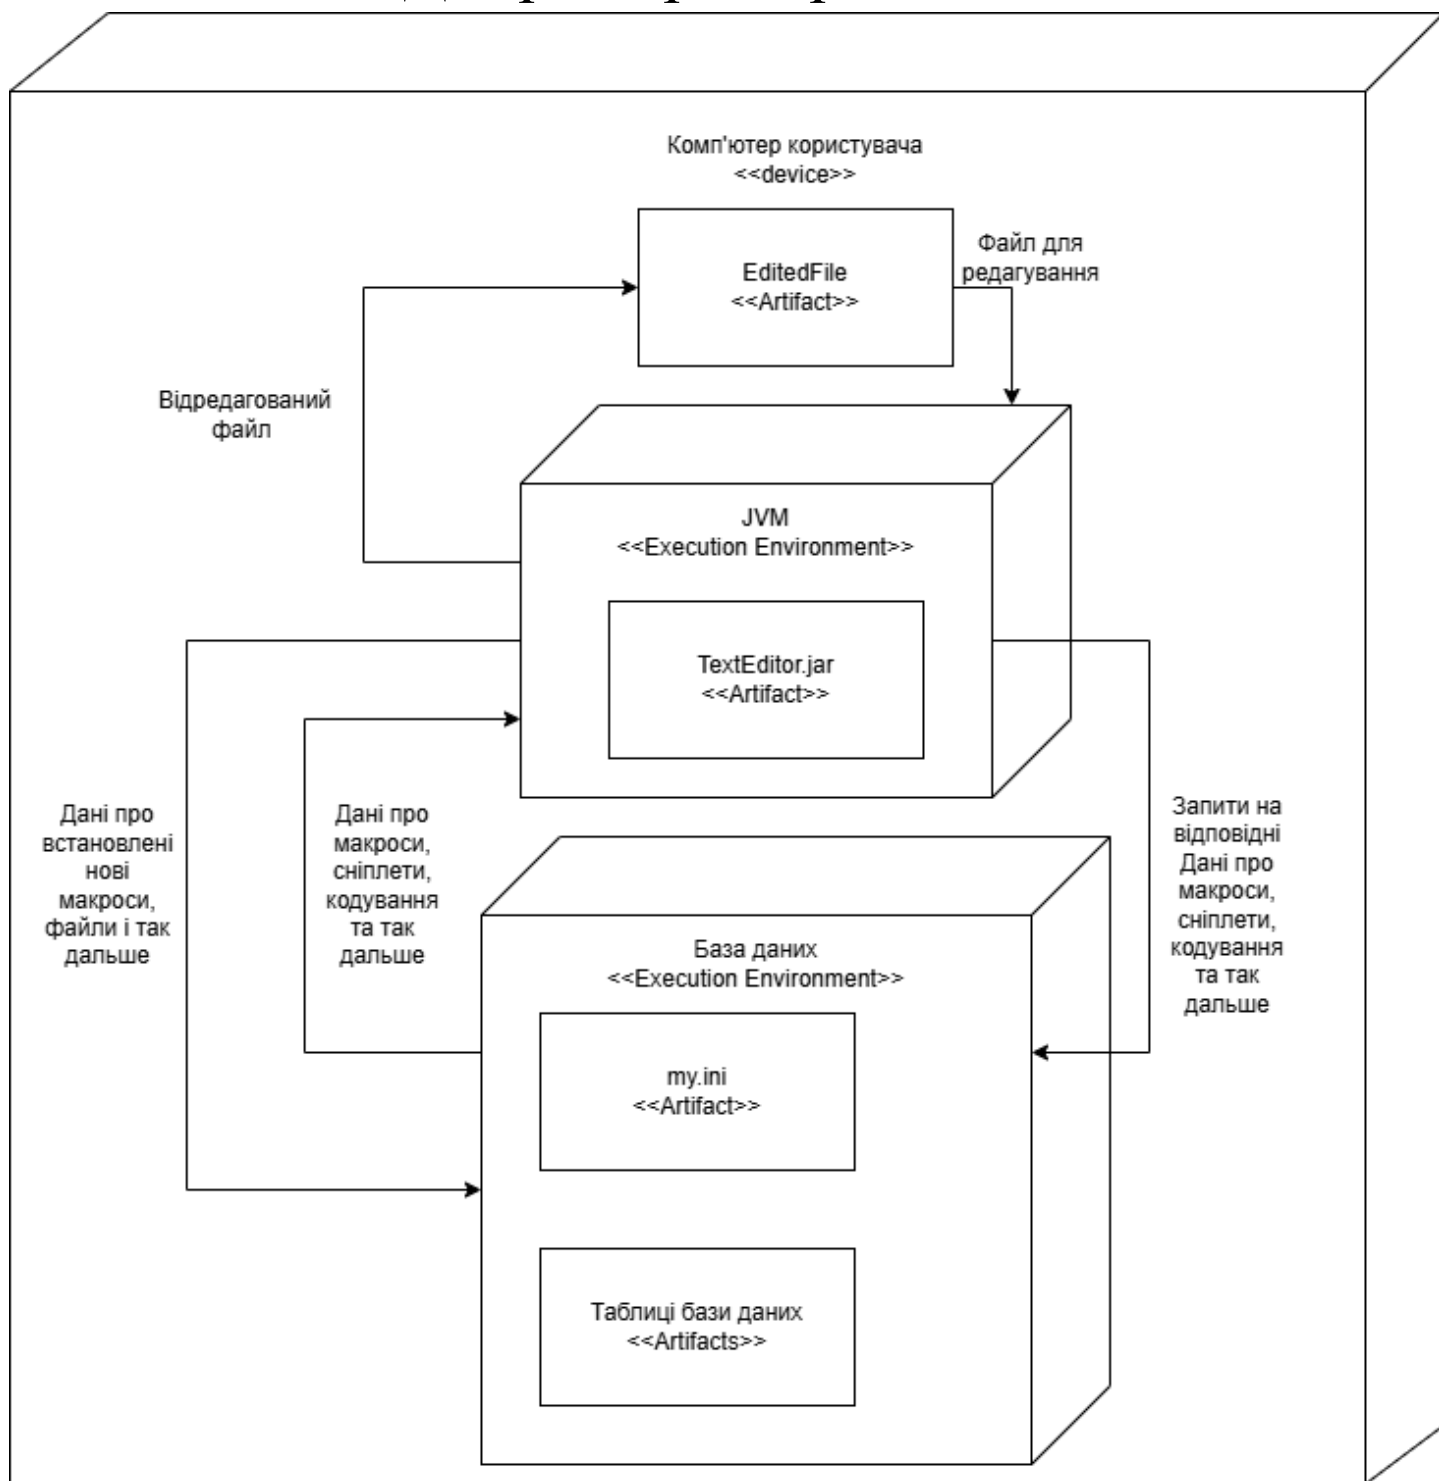 Комп'ютер користувача
<<device>>
EditedFile
<<Artifact>>
Файл для
редагування
Відредагований
файл
JVM
<<Execution Environment>>
TextEditor.jar
<<Artifact>>
Дані про
встановлені
нові
макроси,
файли і так
дальше
Дані про
макроси,
сніплети,
кодування
та так
дальше
Запити на
відповідні
Дані про
макроси,
сніплети,
кодування
та так
дальше
База даних
<<Execution Environment>>
my.ini
<<Artifact>>
Таблиці бази даних
<<Artifacts>>